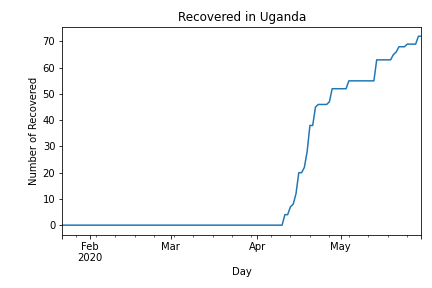 Recovered in Uganda
70
60
50
40
30
20
10
0
Number of Recovered
Feb
2020
Mar
Apr
May
Day